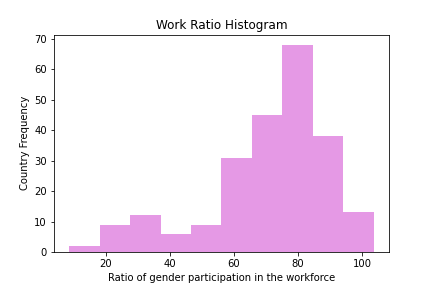 Work Ratio Histogram
70
60
50
40
30
20
10
0
Country Frequency
20 40 60 80 100
Ratio of gender participation in the workforce